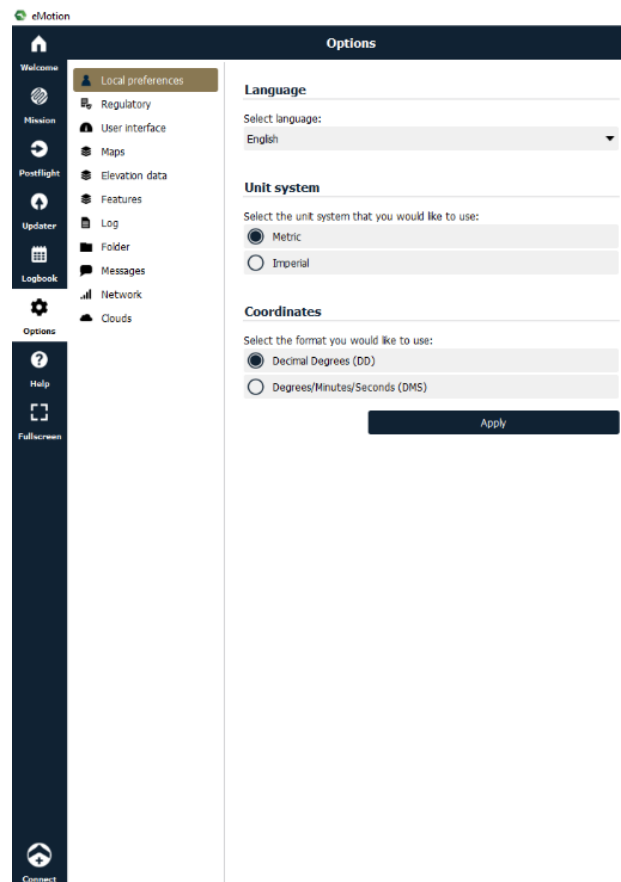 eMotion
Options
Welcome
Mission
Postflight
Updater
Logbook
Options
Help
Fullscreen
Connect
Local preferences
Regulatory
User interface
Maps
Elevation data
Features
Log
Folder
Messages
Network
Clouds
Language
Select language:
English
Unit system
Select the unit system that you would like to use:
Metric
Imperial
Coordinates
Select the format you would like to use:
Decimal Degrees (DD)
Degrees/Minutes/Seconds (DMS)
Apply